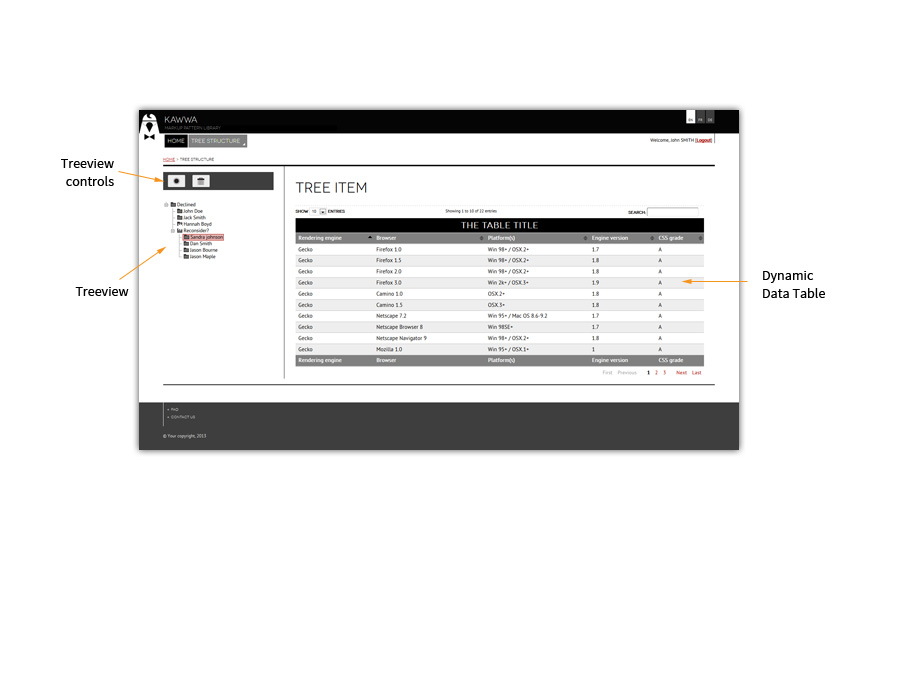 KAWWA
MARKUP PATTERN LIBRARY
EN FR DE
HOME TREE STRUCTURE
Welcome, John SMITH [Logout]
HOME > TREE STRUCTURE
Treeview
controls
TREE ITEM
Declined
John Doe
Jack Smith
Hannah Boyd
Reconsider?
Sandra Johnson
Dan Smith
Jason Bourne
Jason Maple
Treeview
SHOW 10 ENTRIES Showing 1 to 10 of 22 entries SEARCH:
THE TABLE TITLE
Rendering engine Browser Platform(s) Engine version CSS grade
Gecko Firefox 1.0 Win 98+ / OSX.2+ 1.7 A
Gecko Firefox 1.5 Win 98+ / OSX.2+ 1.8 A
Gecko Firefox 2.0 Win 98+ / OSX.2+ 1.8 A
Gecko Firefox 3.0 Win 2k+ / OSX.3+ 1.9 A
Gecko Camino 1.0 OSX.2+ 1.8 A
Gecko Camino 1.5 OSX.3+ 1.8 A
Gecko Netscape 7.2 Win 95+ / Mac OS 8.6-9.2 1.7 A
Gecko Netscape Browser 8 Win 98SE+ 1.7 A
Gecko Netscape Navigator 9 Win 98+ / OSX.2+ 1.8 A
Gecko Mozilla 1.0 Win 95+ / OSX.1+ 1 A
Rendering engine Browser Platform(s) Engine version CSS grade
First Previous 1 2 3 Next Last
Dynamic
Data Table
> FAQ
> CONTACT US
© Your copyright, 2013